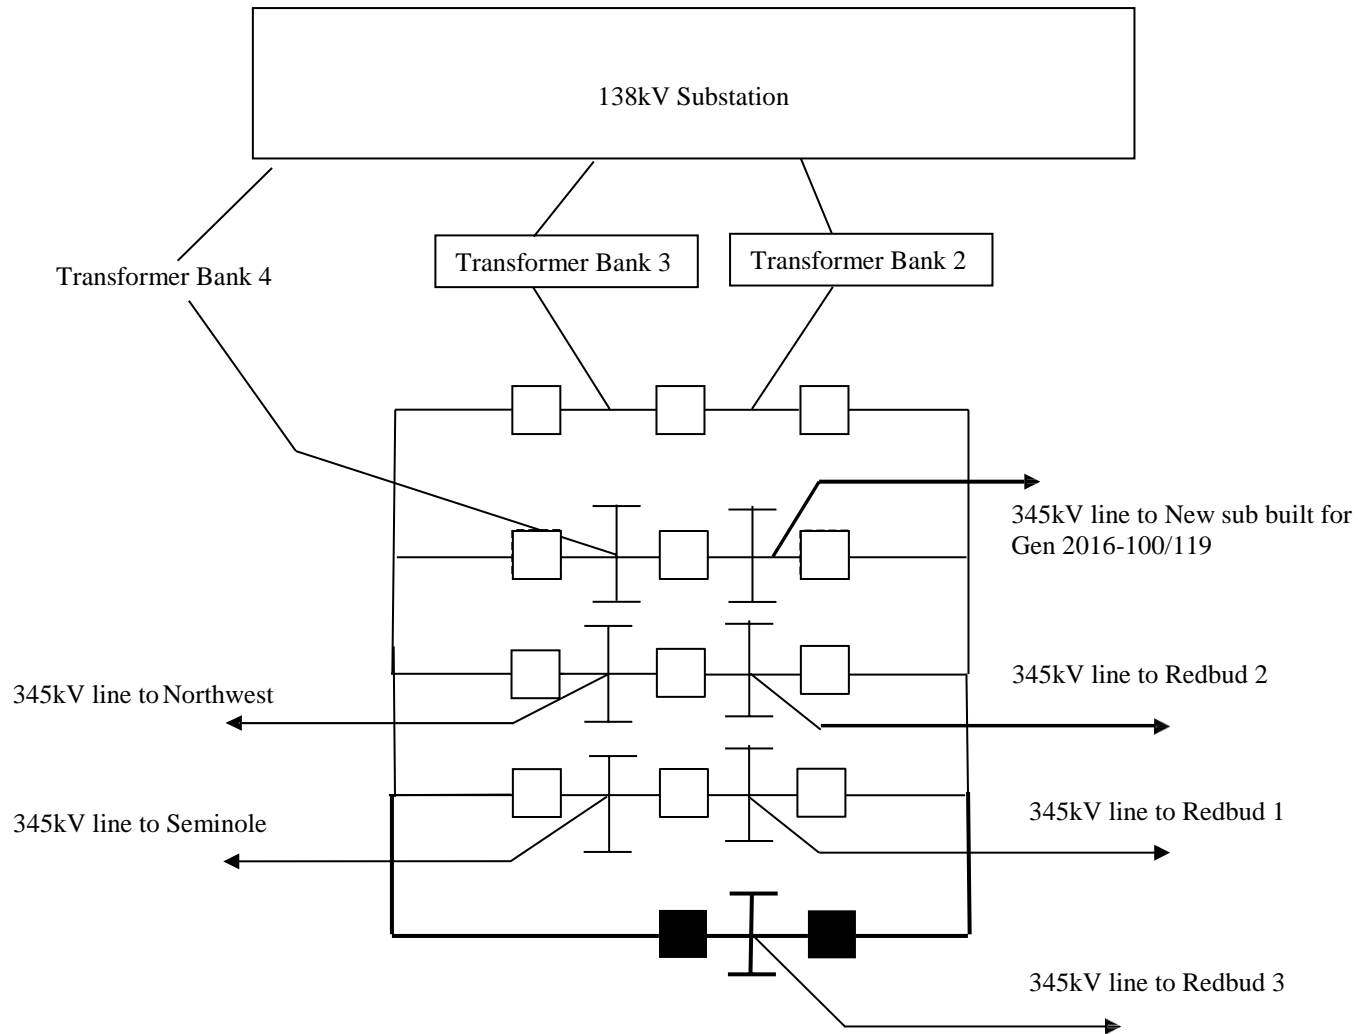 138kV Substation
Transformer Bank 4
Transformer Bank 3
Transformer Bank 2
345kV line to New sub built for
Gen 2016-100/119
345kV line to Northwest
345kV line to Redbud 2
345kV line to Seminole
345kV line to Redbud 1
345kV line to Redbud 3